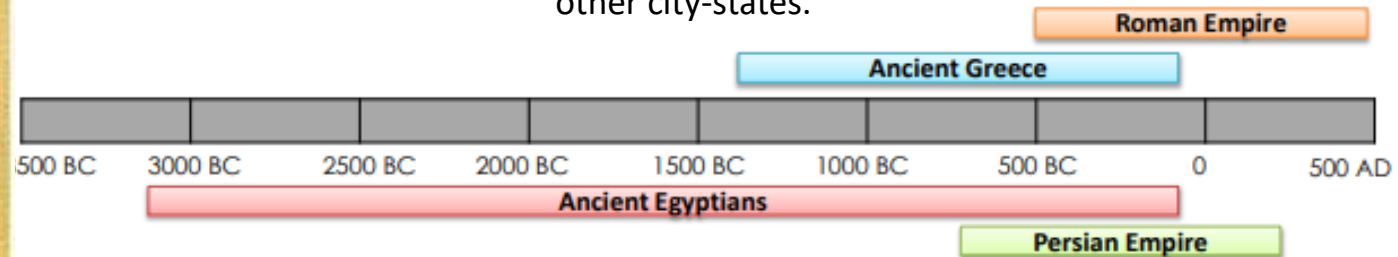 other city-states.
Roman Empire
Ancient Greece
500 BC 3000 BC 2500 BC 2000 BC 1500 BC 1000 BC 500 BC 0 500 AD
Ancient Egyptians
Persian Empire